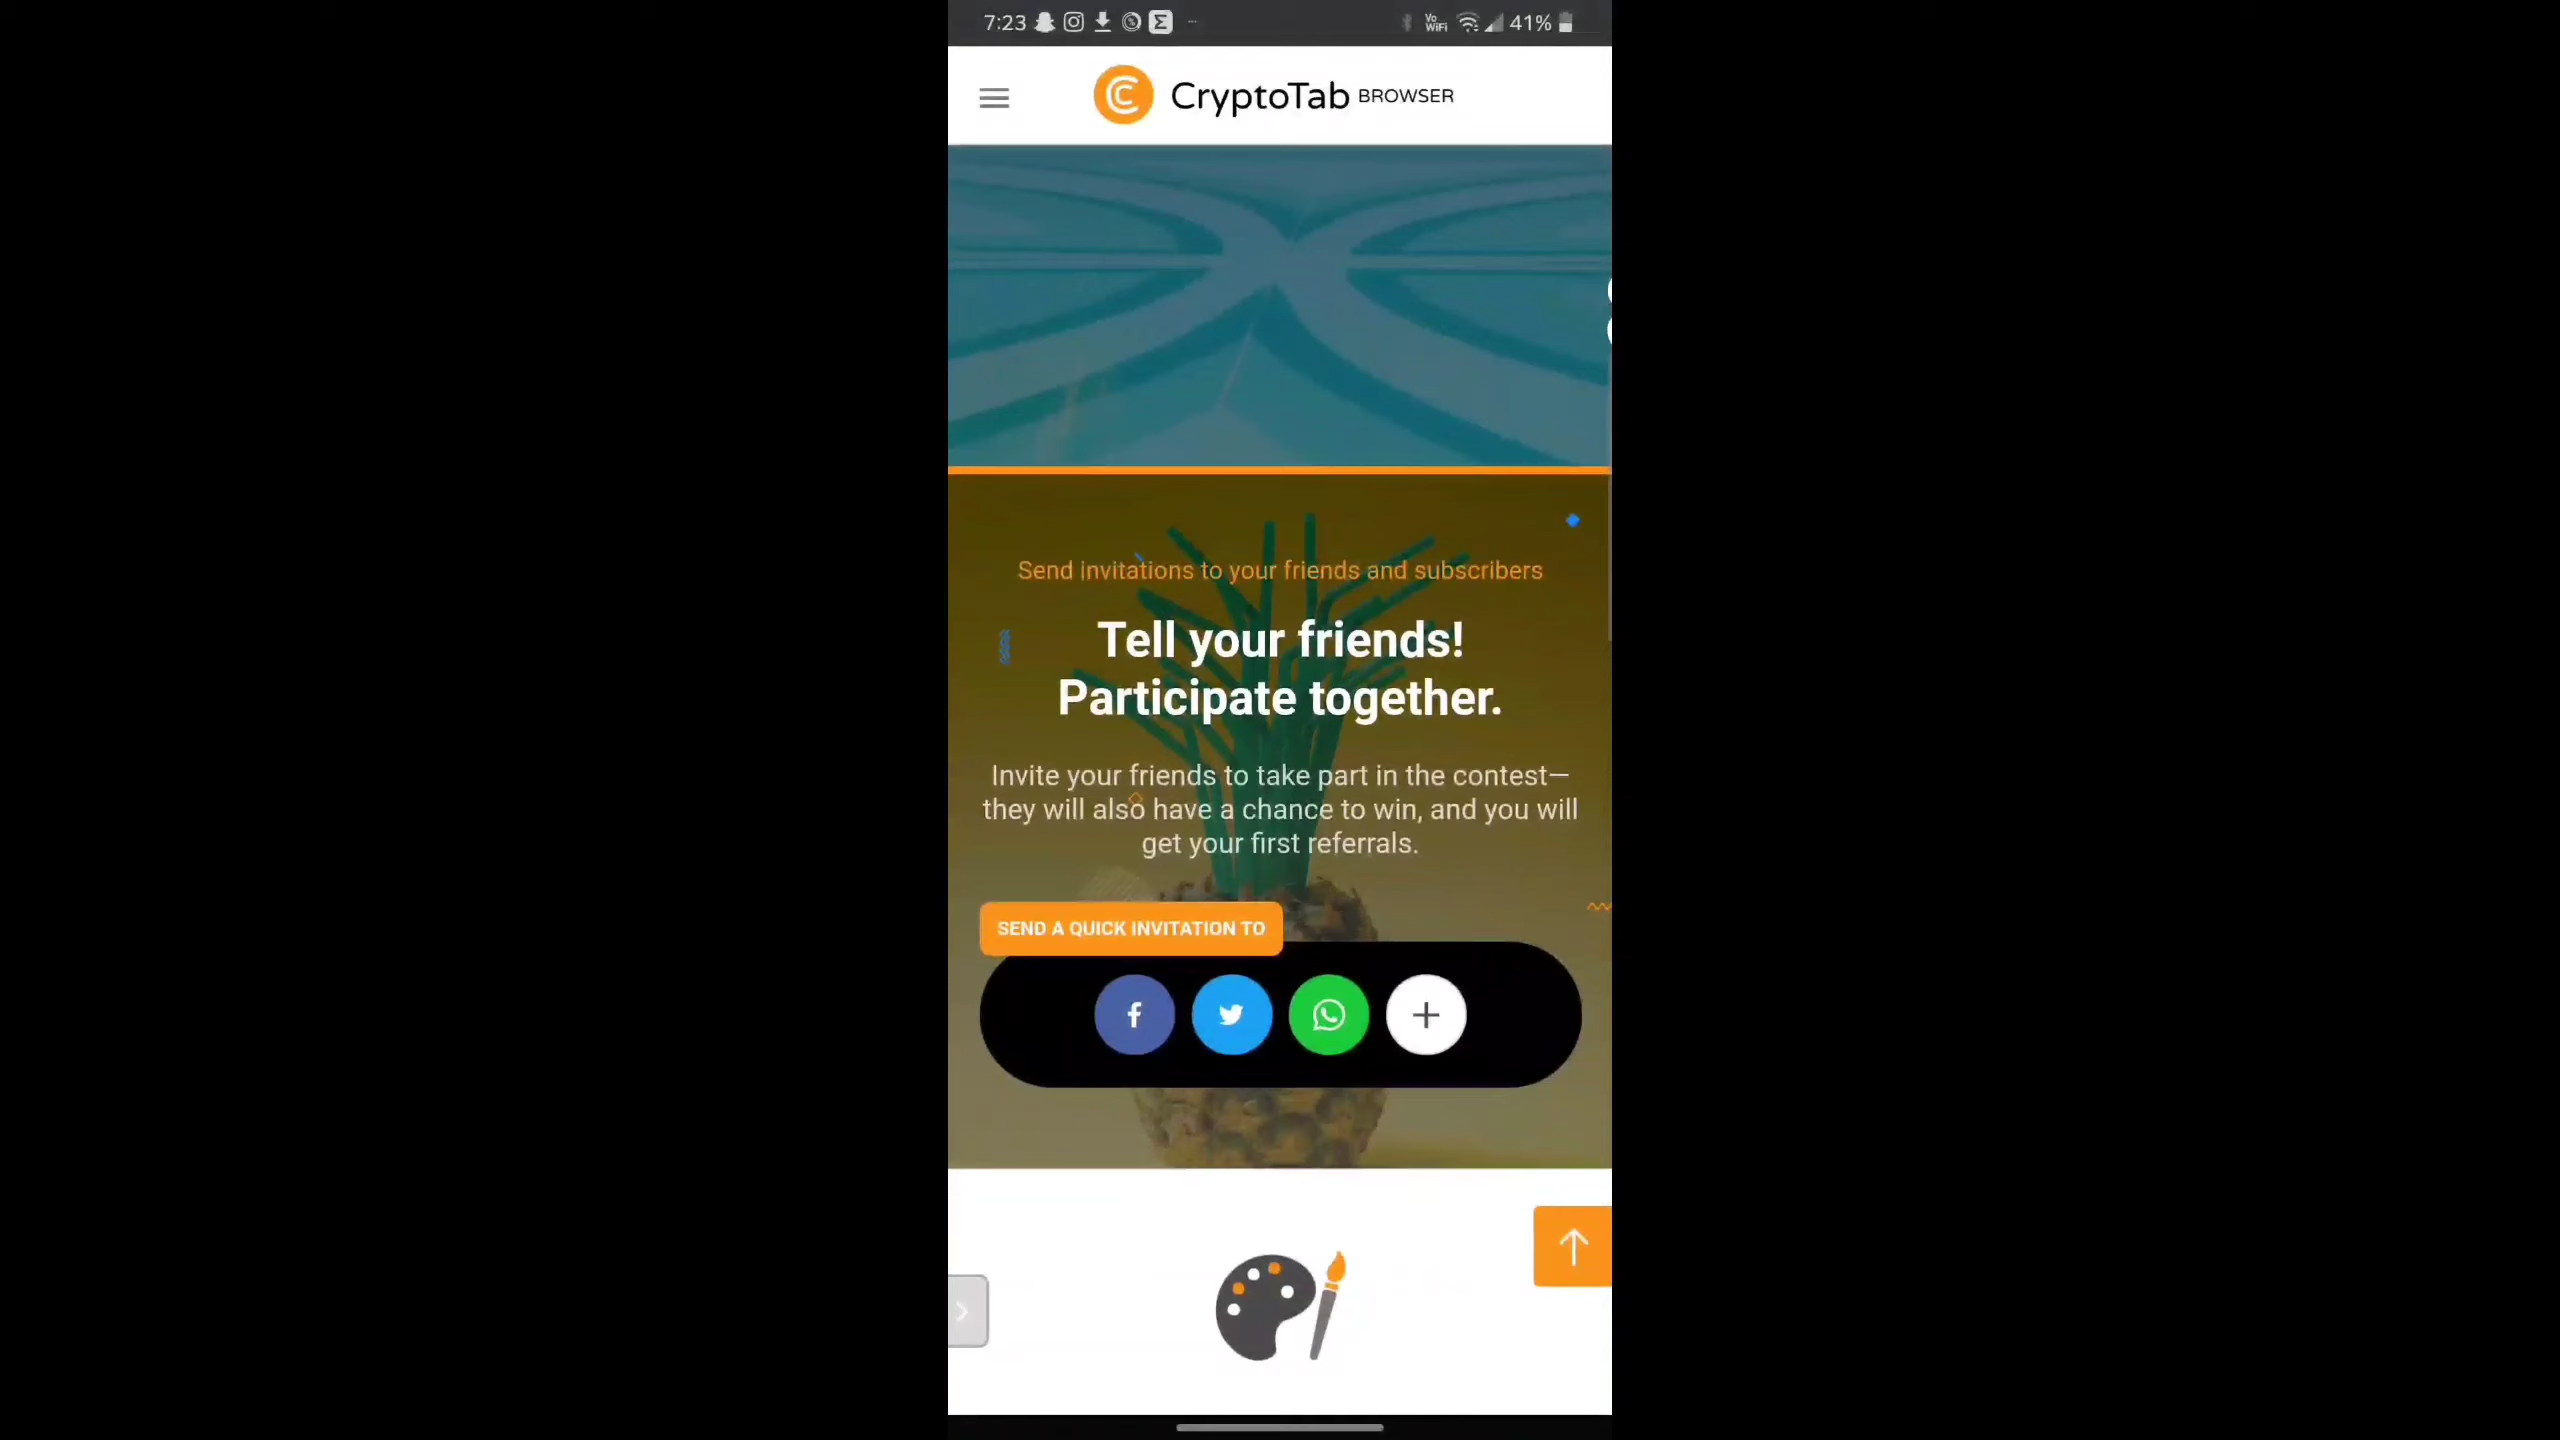 7:23
Vo WiFi 41%
CryptoTab BROWSER
Send invitations to your friends and subscribers
Tell your friends!
Participate together.
Invite your friends to take part in the contest—
they will also have a chance to win, and you will
get your first referrals.
SEND A QUICK INVITATION TO